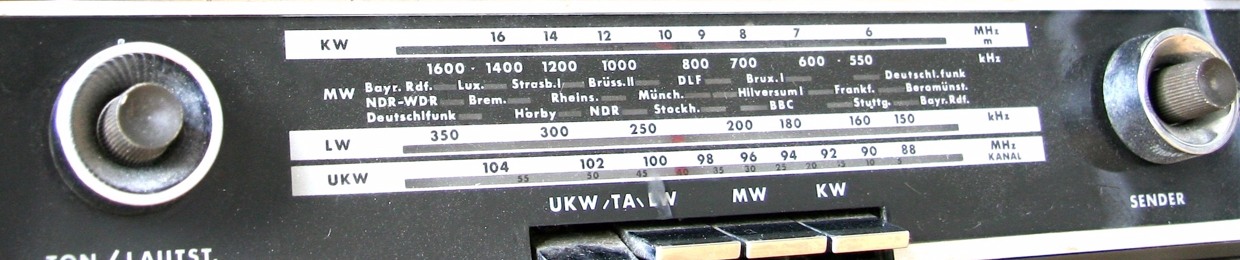 KW 16 14 12 10 9 8 7 6 MHz m
1600 · 1400 1200 1000 800 700 600 · 550 kHz
MW Bayr. Rdf. Lux. Strasb.I Brüss.II DLF Brux.I Deutschl.funk
NDR-WDR Brem. Rheins. Münch. Hilversum I Frankf. Beromünst.
Deutschlfunk Hörby NDR Stockh. BBC Stuttg. Bayr.Rdf.
LW 350 300 250 200 180 160 150 kHz
UKW 104 102 100 98 96 94 92 90 88 MHz
55 50 45 40 35 30 25 20 15 10 5 KANAL
UKW/TA\LW MW KW
SENDER
TON/LAUTST.